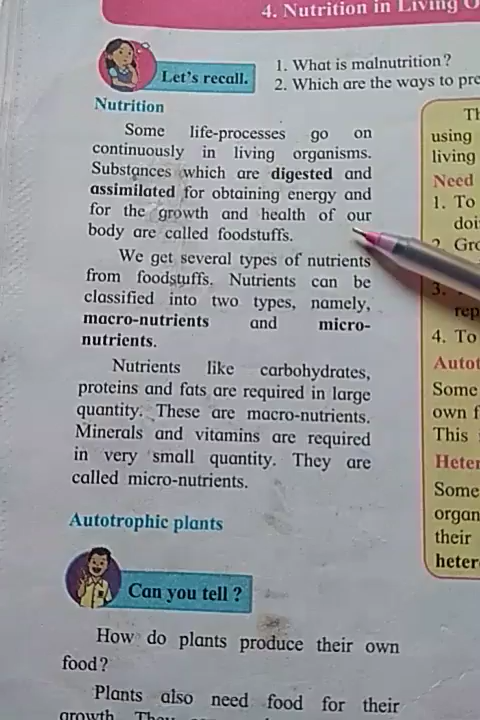 4. Nutrition in Living O
Let's recall.
1. What is malnutrition?
2. Which are the ways to pre
Nutrition
Some life-processes go on
continuously in living organisms.
Substances which are digested and
assimilated for obtaining energy and
for the growth and health of our
body are called foodstuffs.
We get several types of nutrients
from foodstuffs. Nutrients can be
classified into two types, namely,
macro-nutrients and micro-
nutrients.
Nutrients like carbohydrates,
proteins and fats are required in large
quantity. These are macro-nutrients.
Minerals and vitamins are required
in very small quantity. They are
called micro-nutrients.
Autotrophic plants
Can you tell ?
How do plants produce their own
food?
Plants also need food for their
growth. They
Th
using
living
Need
1. To
doi
2. Gro
3.
rep
4. To
Autot
Some
own f
This
Heter
Some
organ
their
heter